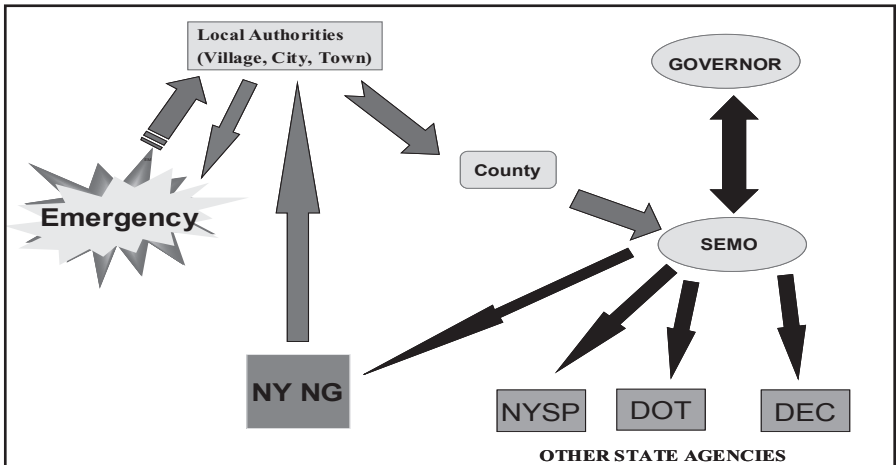 Local Authorities
(Village, City, Town)
GOVERNOR
Emergency
County
SEMO
NY NG
NYSP
DOT
DEC
OTHER STATE AGENCIES